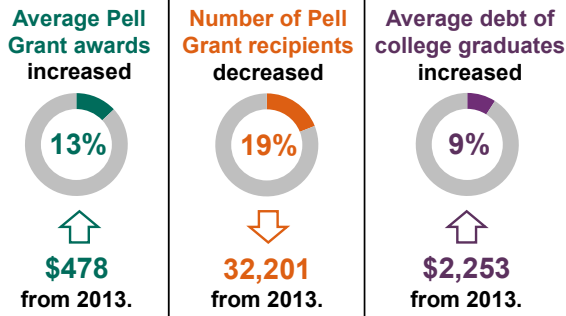 Average Pell
Grant awards
increased
13%
$478
from 2013.
Number of Pell
Grant recipients
decreased
19%
32,201
from 2013.
Average debt of
college graduates
increased
9%
$2,253
from 2013.